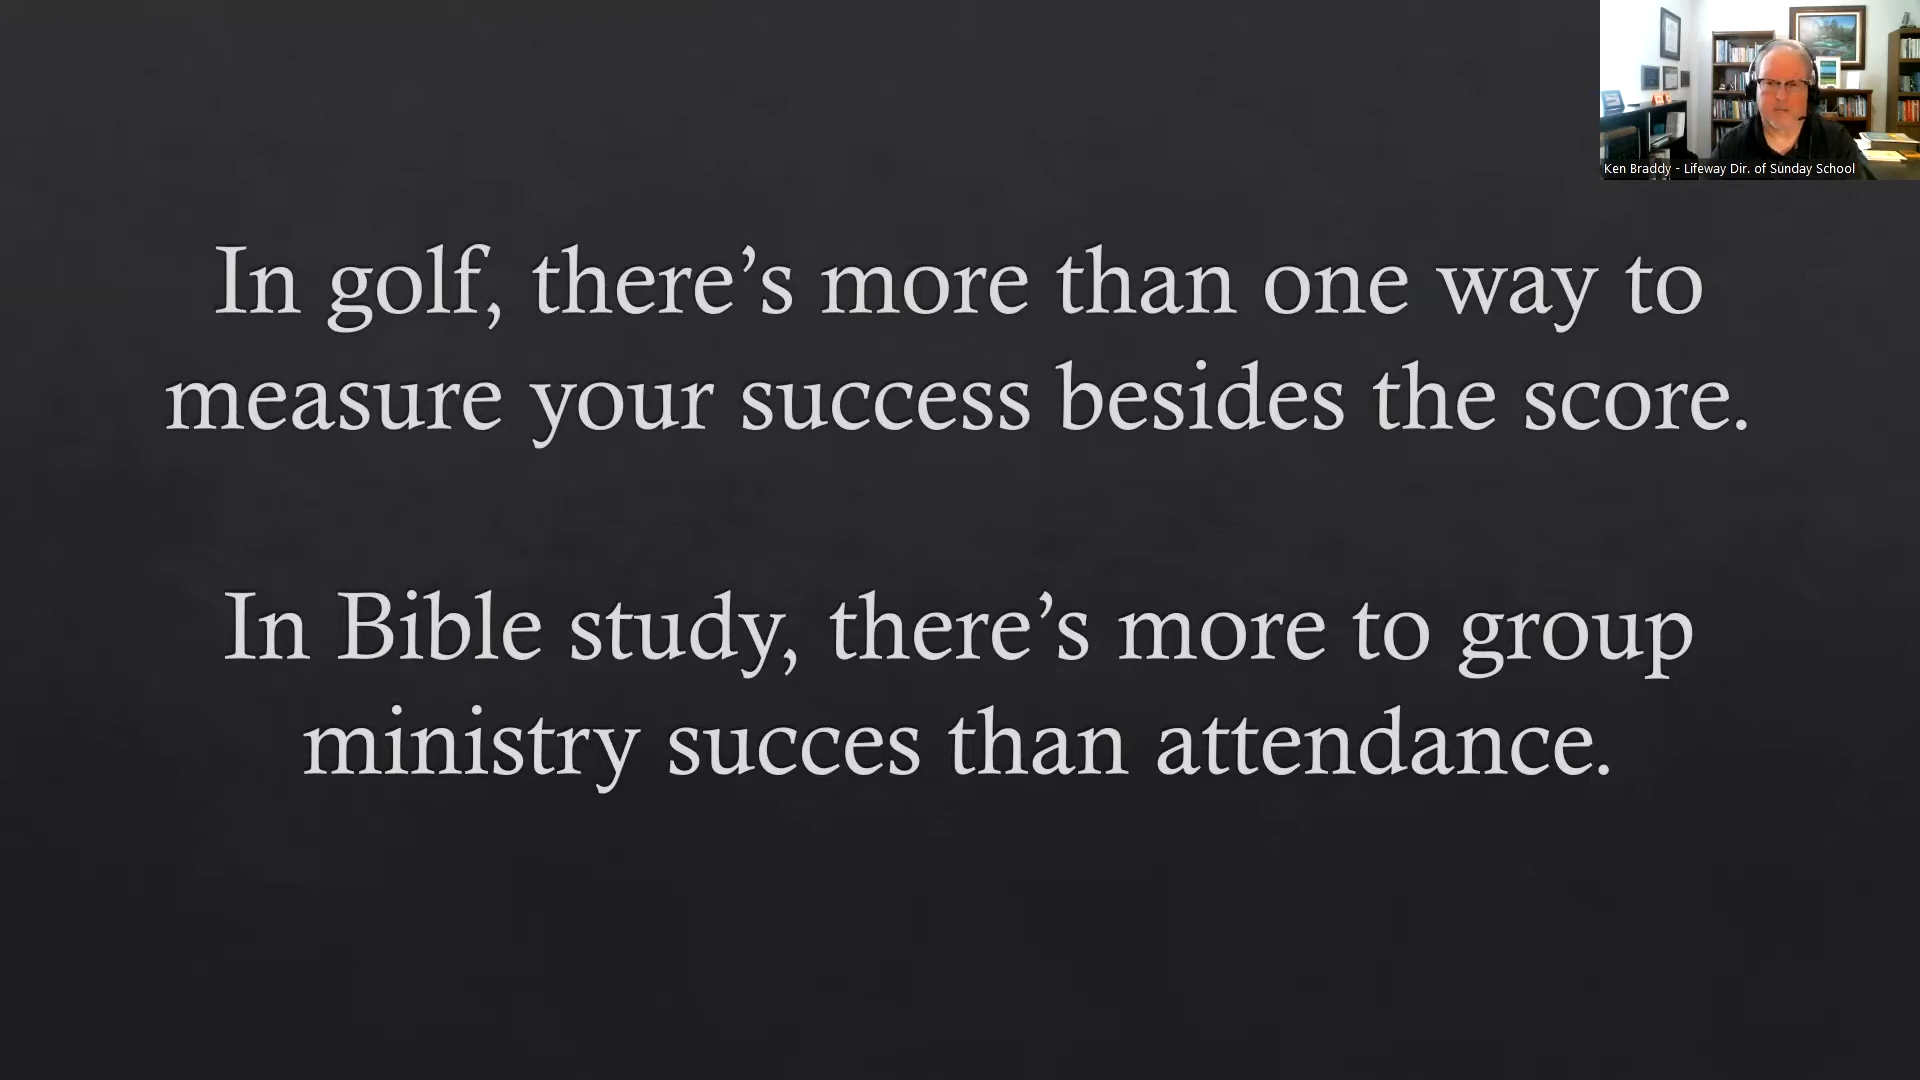 Ken Braddy - Lifeway Dir. of Sunday School
In golf, there’s more than one way to
measure your success besides the score.
In Bible study, there’s more to group
ministry succes than attendance.